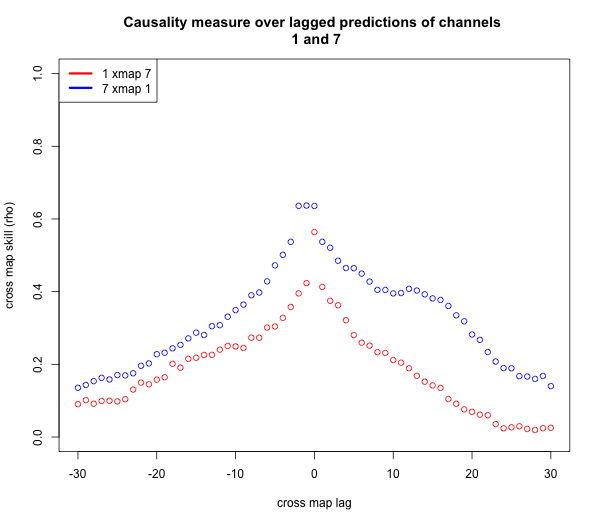 Causality measure over lagged predictions of channels
1 and 7
1 xmap 7
7 xmap 1
cross map skill (rho)
1.0
0.8
0.6
0.4
0.2
0.0
-30
-20
-10
0
10
20
30
cross map lag